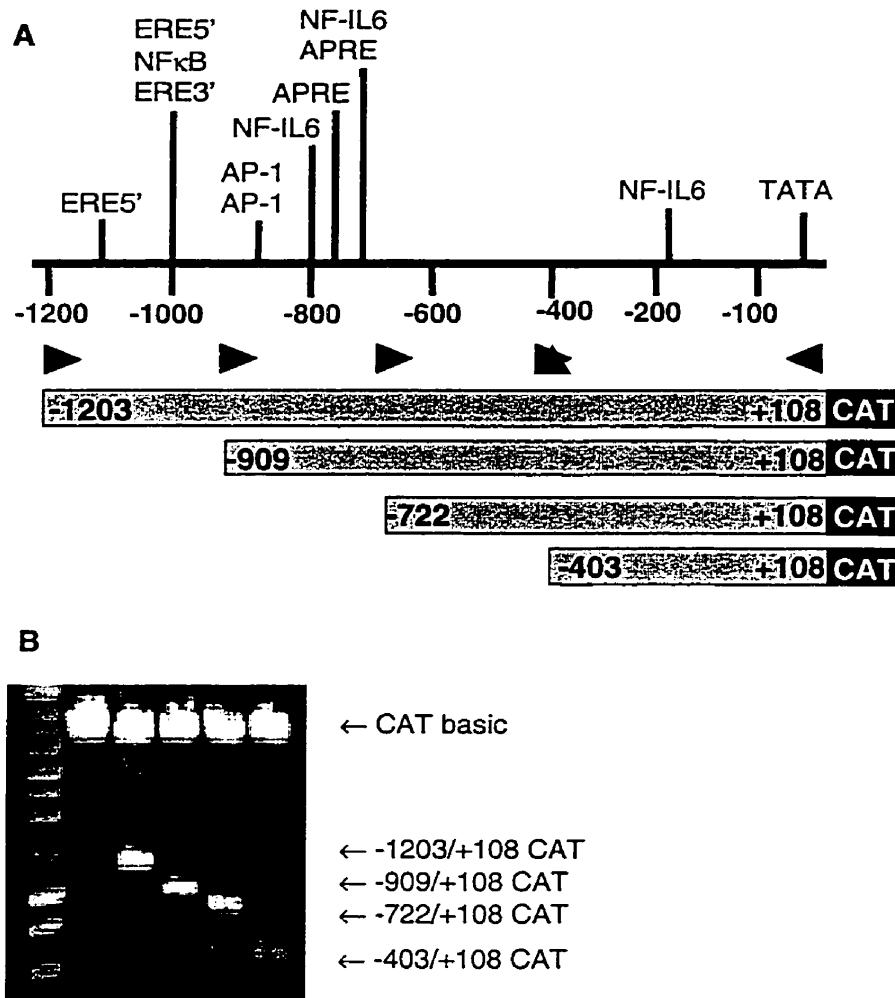 A
ERE5'
NFκB
ERE3'
NF-IL6
APRE
APRE
NF-IL6
AP-1
AP-1
ERE5'
NF-IL6
TATA
-1200 -1000 -800 -600 -400 -200 -100
-1203 +108 CAT
-909 +108 CAT
-722 +108 CAT
-403 +108 CAT
B
← CAT basic
← -1203/+108 CAT
← -909/+108 CAT
← -722/+108 CAT
← -403/+108 CAT